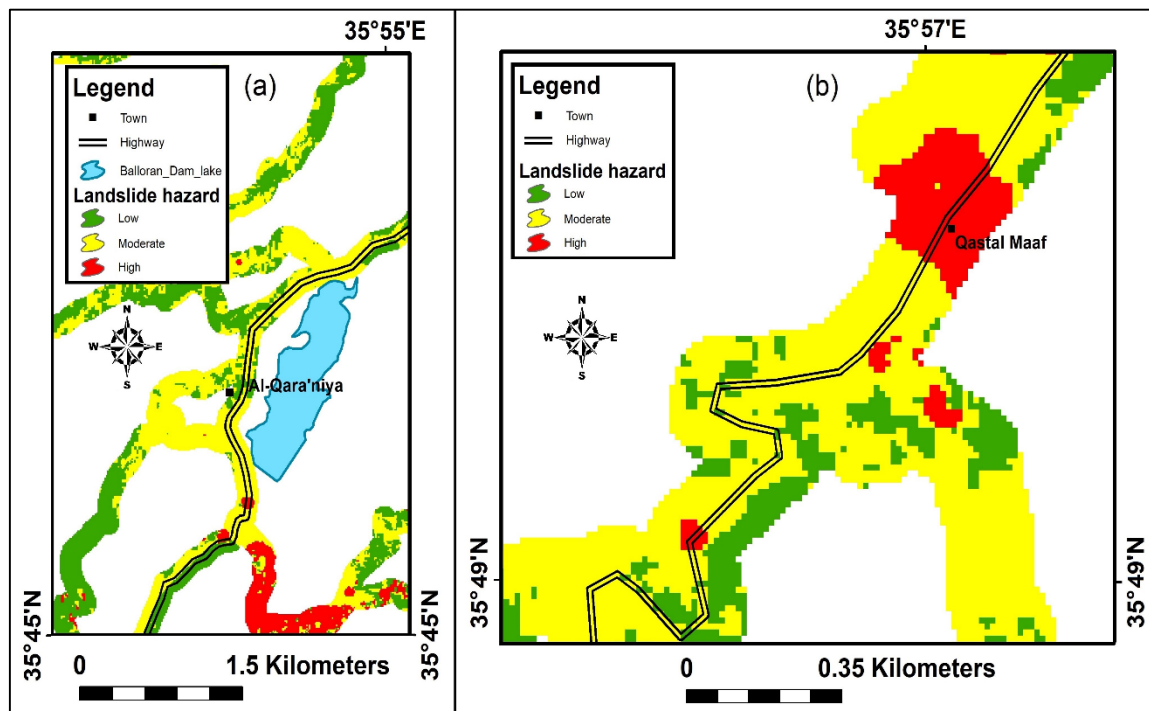 35°55'E
(a)
Legend
Town
Highway
Balloran_Dam_lake
Landslide hazard
Low
Moderate
High
N
W E
S
Al-Qara'niya
35°45'N
35°45'N
0 1.5 Kilometers
35°57'E
(b)
Legend
Town
Highway
Landslide hazard
Low
Moderate
High
Qastal Maaf
N
W E
S
35°49'N
35°49'N
0 0.35 Kilometers